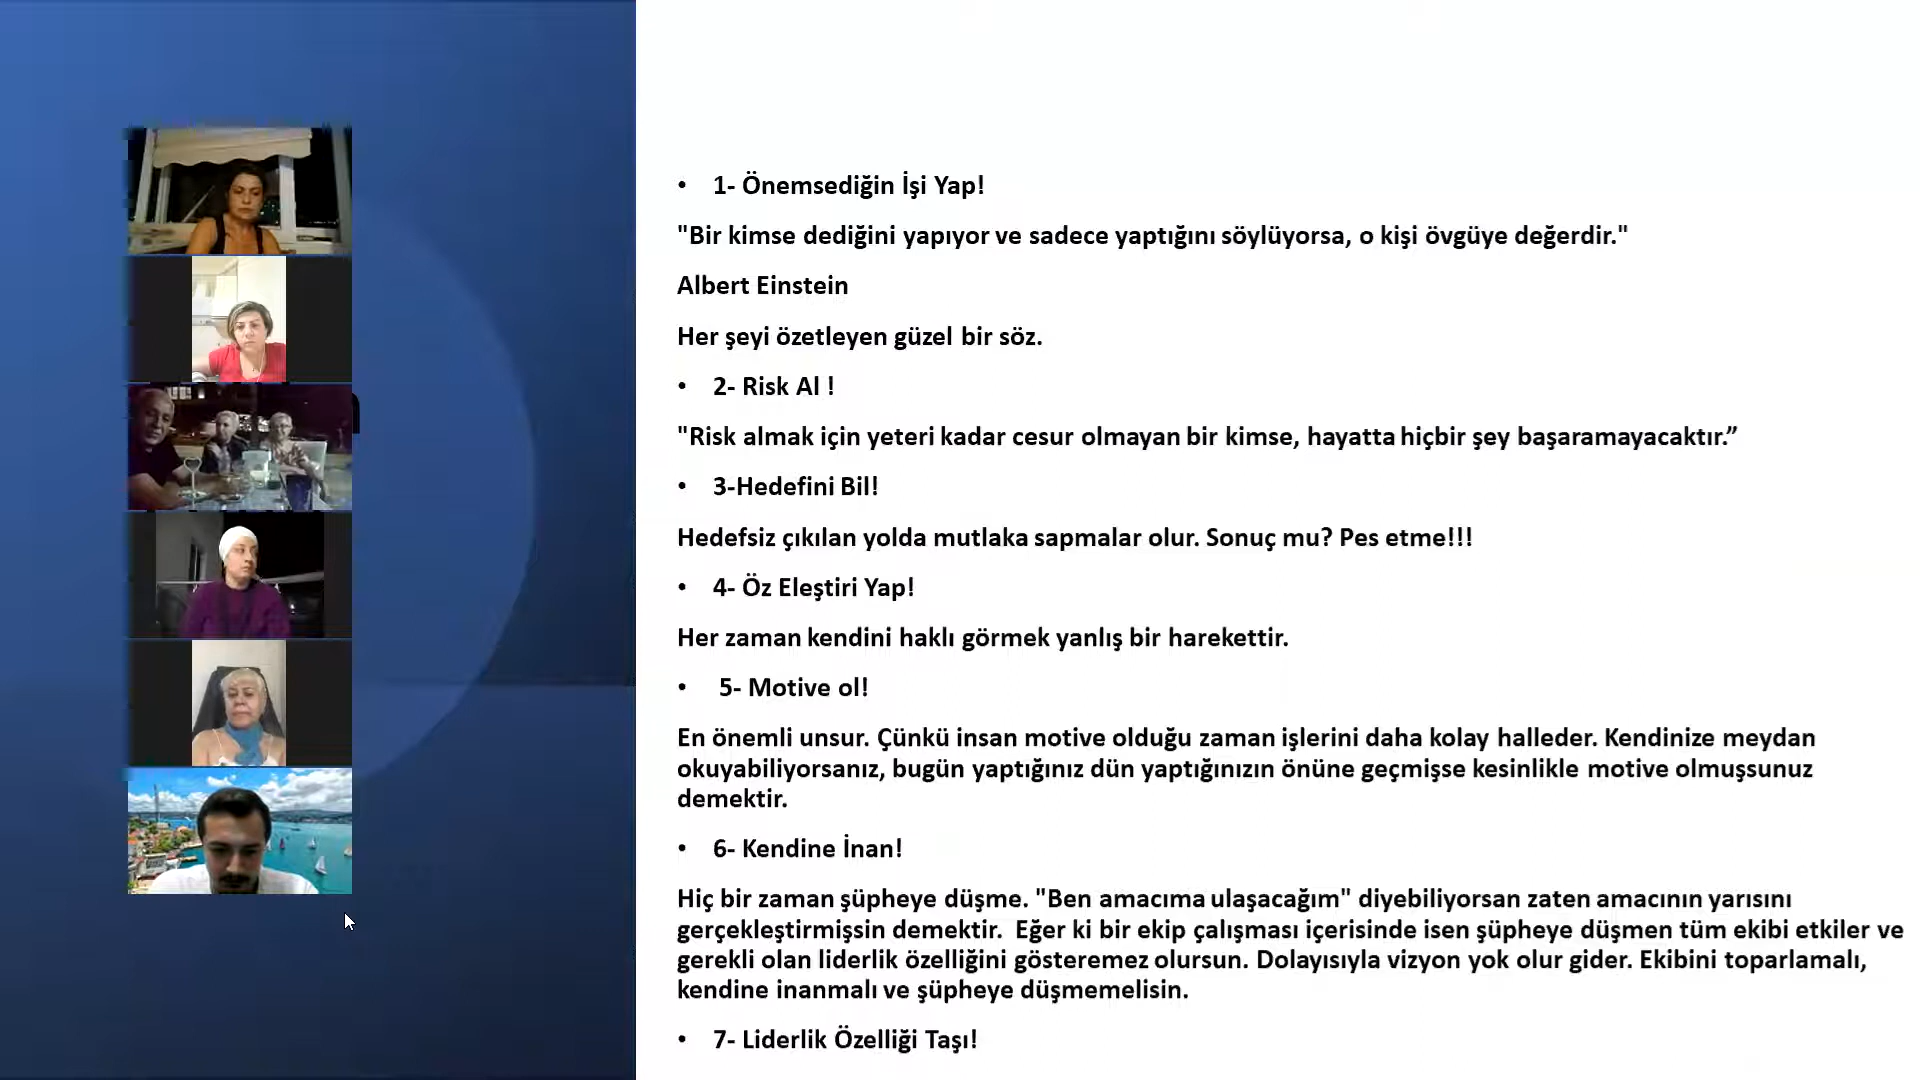 • 1- Önemsediğin İşi Yap!
"Bir kimse dediğini yapıyor ve sadece yaptığını söylüyorsa, o kişi övgüye değerdir."
Albert Einstein
Her şeyi özetleyen güzel bir söz.
• 2- Risk Al !
"Risk almak için yeteri kadar cesur olmayan bir kimse, hayatta hiçbir şey başaramayacaktır.”
• 3-Hedefini Bil!
Hedefsiz çıkılan yolda mutlaka sapmalar olur. Sonuç mu? Pes etme!!!
• 4- Öz Eleştiri Yap!
Her zaman kendini haklı görmek yanlış bir harekettir.
• 5- Motive ol!
En önemli unsur. Çünkü insan motive olduğu zaman işlerini daha kolay halleder. Kendinize meydan
okuyabiliyorsanız, bugün yaptığınız dün yaptığınızın önüne geçmişse kesinlikle motive olmuşsunuz
demektir.
• 6- Kendine İnan!
Hiç bir zaman şüpheye düşme. "Ben amacıma ulaşacağım" diyebiliyorsan zaten amacının yarısını
gerçekleştirmişsin demektir. Eğer ki bir ekip çalışması içerisinde isen şüpheye düşmen tüm ekibi etkiler ve
gerekli olan liderlik özelliğini gösteremez olursun. Dolayısıyla vizyon yok olur gider. Ekibini toparlamalı,
kendine inanmalı ve şüpheye düşmemelisin.
• 7- Liderlik Özelliği Taşı!